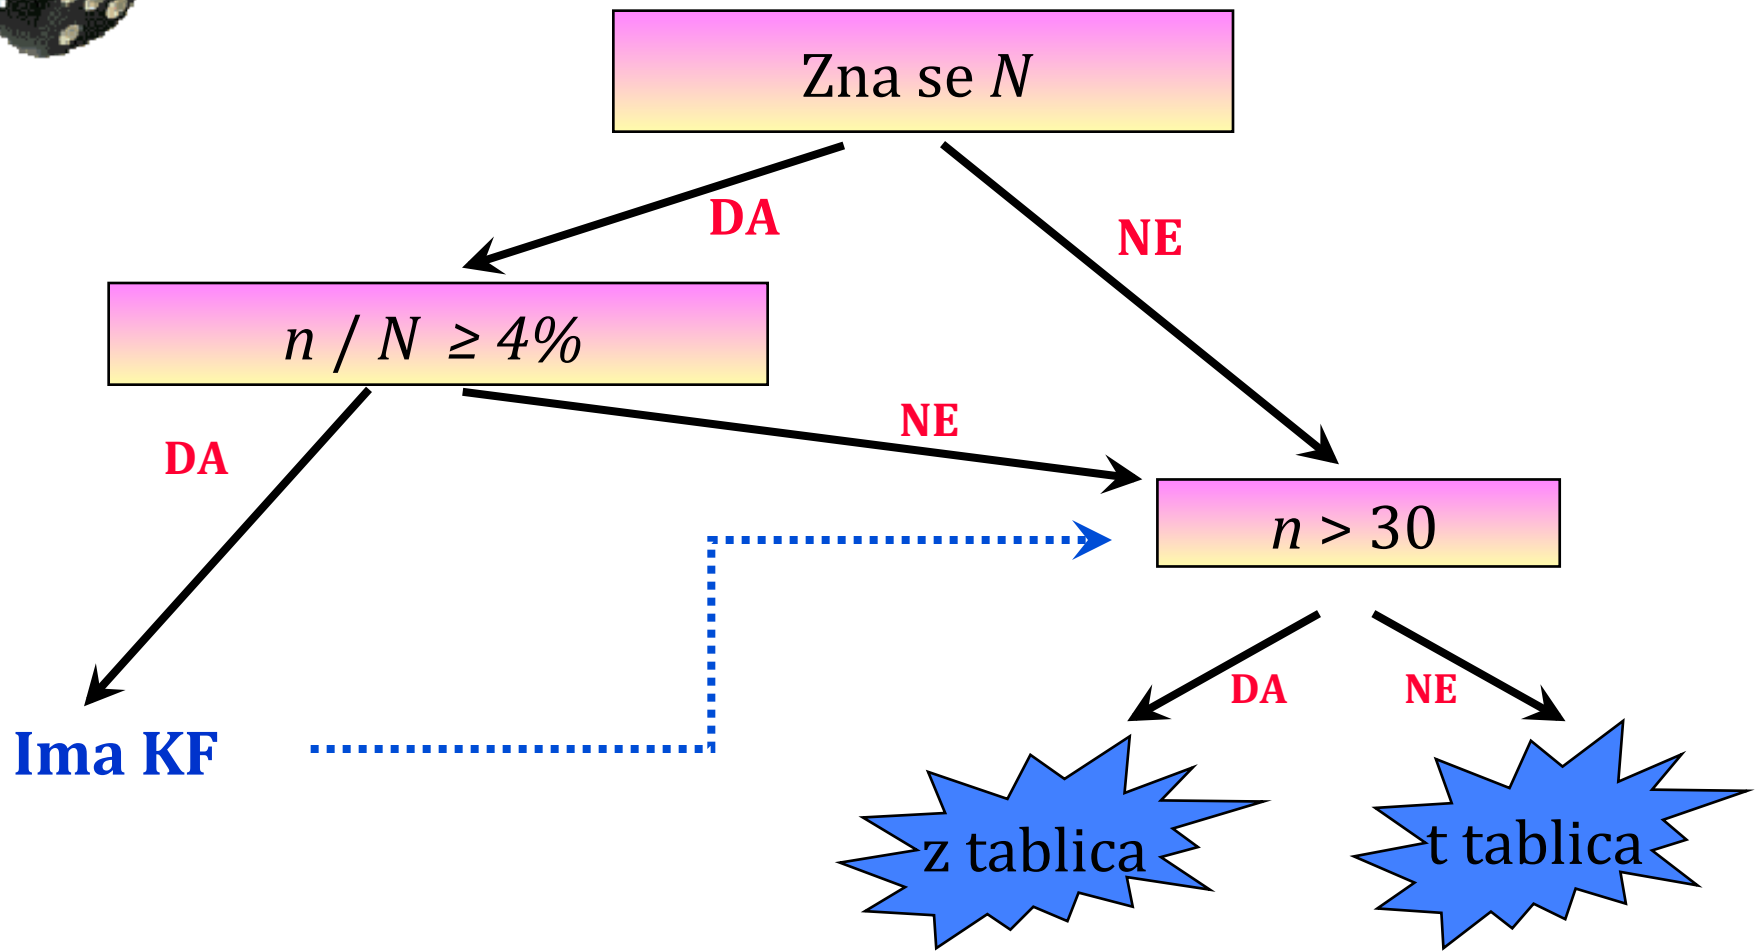 Zna se N
DA
NE
n / N ≥ 4%
NE
DA
n > 30
DA
NE
Ima KF
z tablica
t tablica